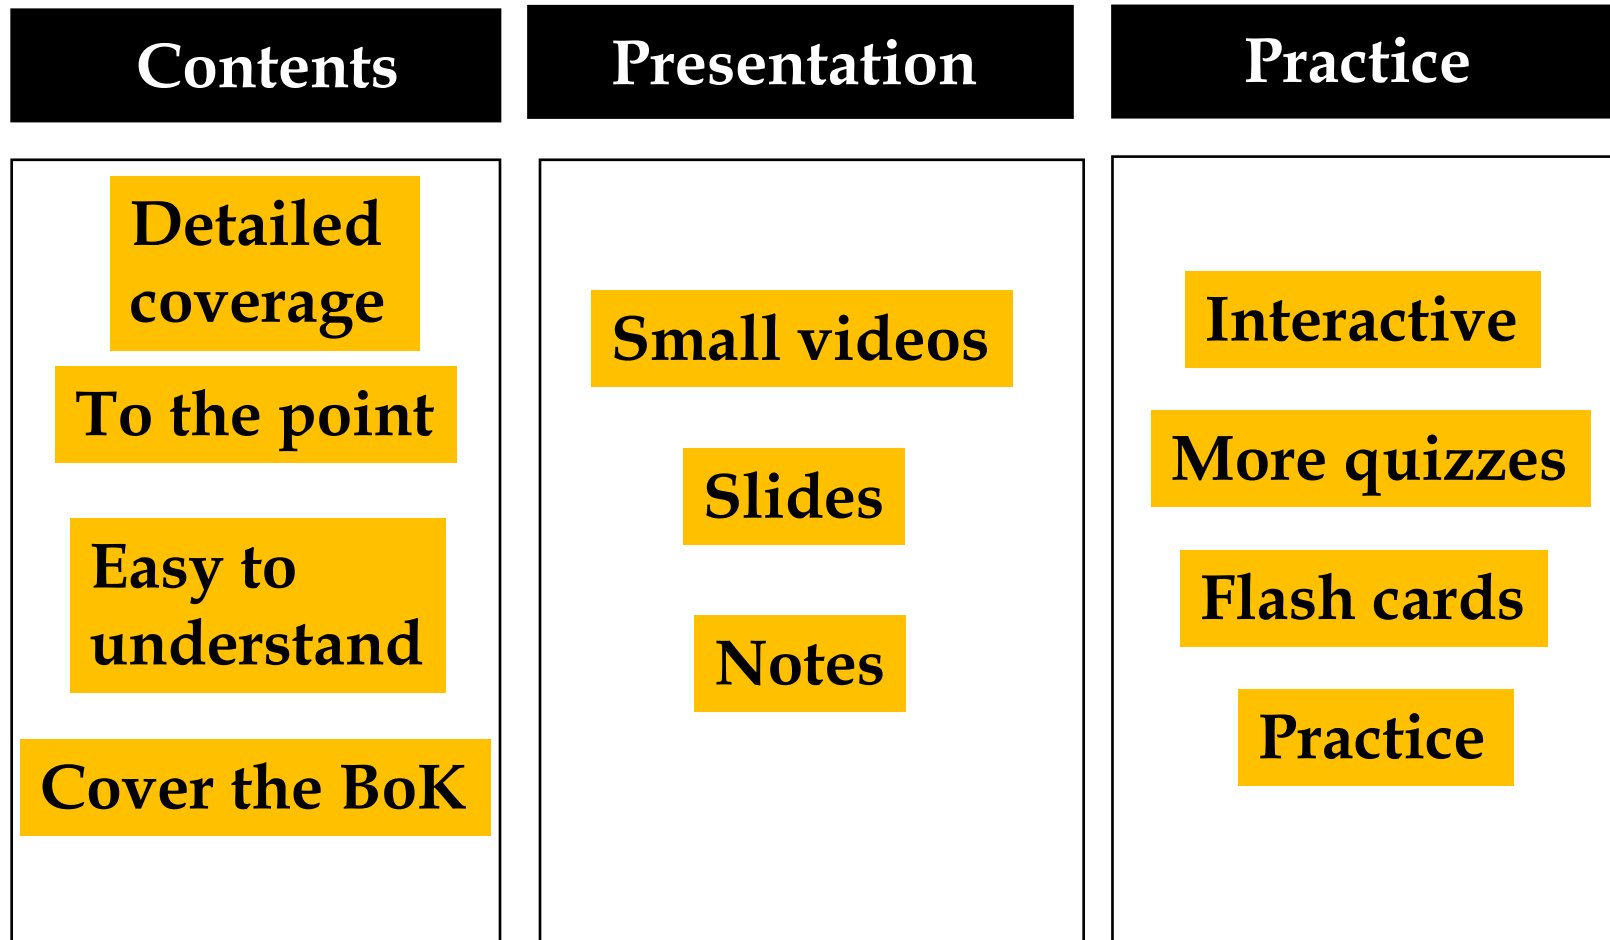 Contents
Detailed
coverage
To the point
Easy to
understand
Cover the BoK
Presentation
Small videos
Slides
Notes
Practice
Interactive
More quizzes
Flash cards
Practice